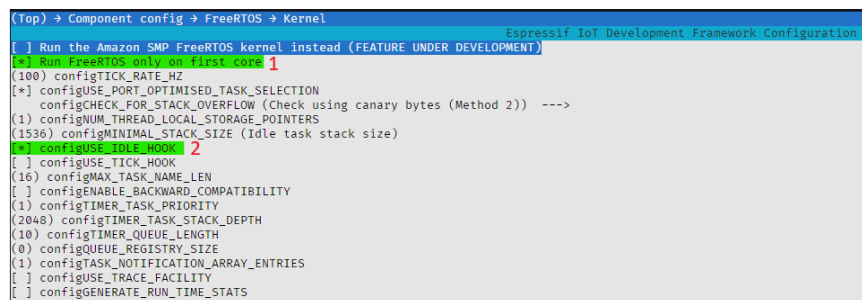 (Top) → Component config → FreeRTOS → Kernel
Espressif IoT Development Framework Configuration
[ ] Run the Amazon SMP FreeRTOS kernel instead (FEATURE UNDER DEVELOPMENT)
[*] Run FreeRTOS only on first core 1
(100) configTICK_RATE_HZ
[*] configUSE_PORT_OPTIMISED_TASK_SELECTION
configCHECK_FOR_STACK_OVERFLOW (Check using canary bytes (Method 2)) --->
(1) configNUM_THREAD_LOCAL_STORAGE_POINTERS
(1536) configMINIMAL_STACK_SIZE (Idle task stack size)
[*] configUSE_IDLE_HOOK 2
[ ] configUSE_TICK_HOOK
(16) configMAX_TASK_NAME_LEN
[ ] configENABLE_BACKWARD_COMPATIBILITY
(1) configTIMER_TASK_PRIORITY
(2048) configTIMER_TASK_STACK_DEPTH
(10) configTIMER_QUEUE_LENGTH
(0) configQUEUE_REGISTRY_SIZE
(1) configTASK_NOTIFICATION_ARRAY_ENTRIES
[ ] configUSE_TRACE_FACILITY
[ ] configGENERATE_RUN_TIME_STATS